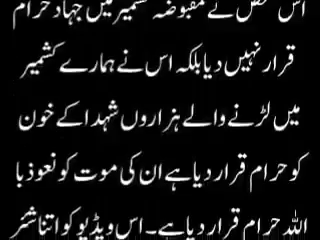 اس شخص نے مقبوضہ کشمیر میں جہاد حرام
قرار نہیں دیا بلکہ اس نے ہمارے کشمیر
میں لڑنے والے ہزاروں شہدا کے خون
کو حرام قرار دیا ہے ان کی موت کو نعوذ با
اللہ حرام قرار دیا ہے۔ اس ویڈیو کو اتنا شئر